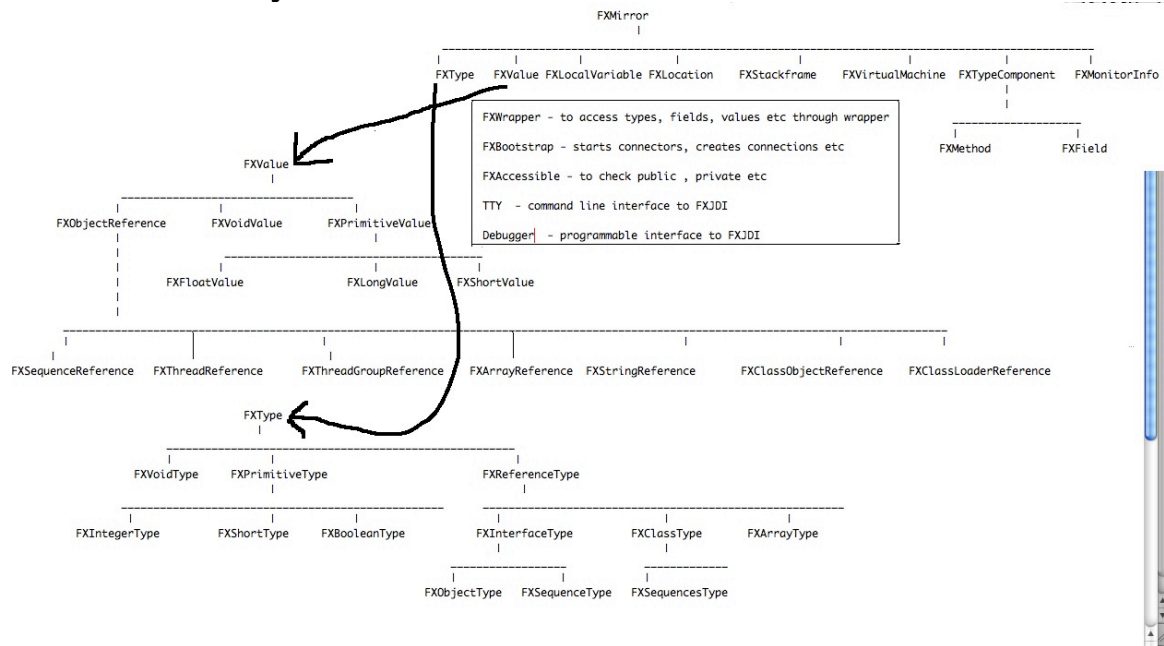 FXMirror
FXType FXValue FXLocalVariable FXLocation FXStackframe FXVirtualMachine FXTypeComponent FXMonitorInfo
FXMethod FXField
FXWrapper - to access types, fields, values etc through wrapper
FXBootstrap - starts connectors, creates connections etc
FXAccessible - to check public , private etc
TTY - command line interface to FXJDI
Debugger - programmable interface to FXJDI
FXValue
FXObjectReference FXVoidValue FXPrimitiveValue
FXFloatValue FXLongValue FXShortValue
FXSequenceReference FXThreadReference FXThreadGroupReference FXArrayReference FXStringReference FXClassObjectReference FXClassLoaderReference
FXType
FXVoidType FXPrimitiveType FXReferenceType
FXIntegerType FXShortType FXBooleanType FXInterfaceType FXClassType FXArrayType
FXObjectType FXSequenceType FXSequencesType